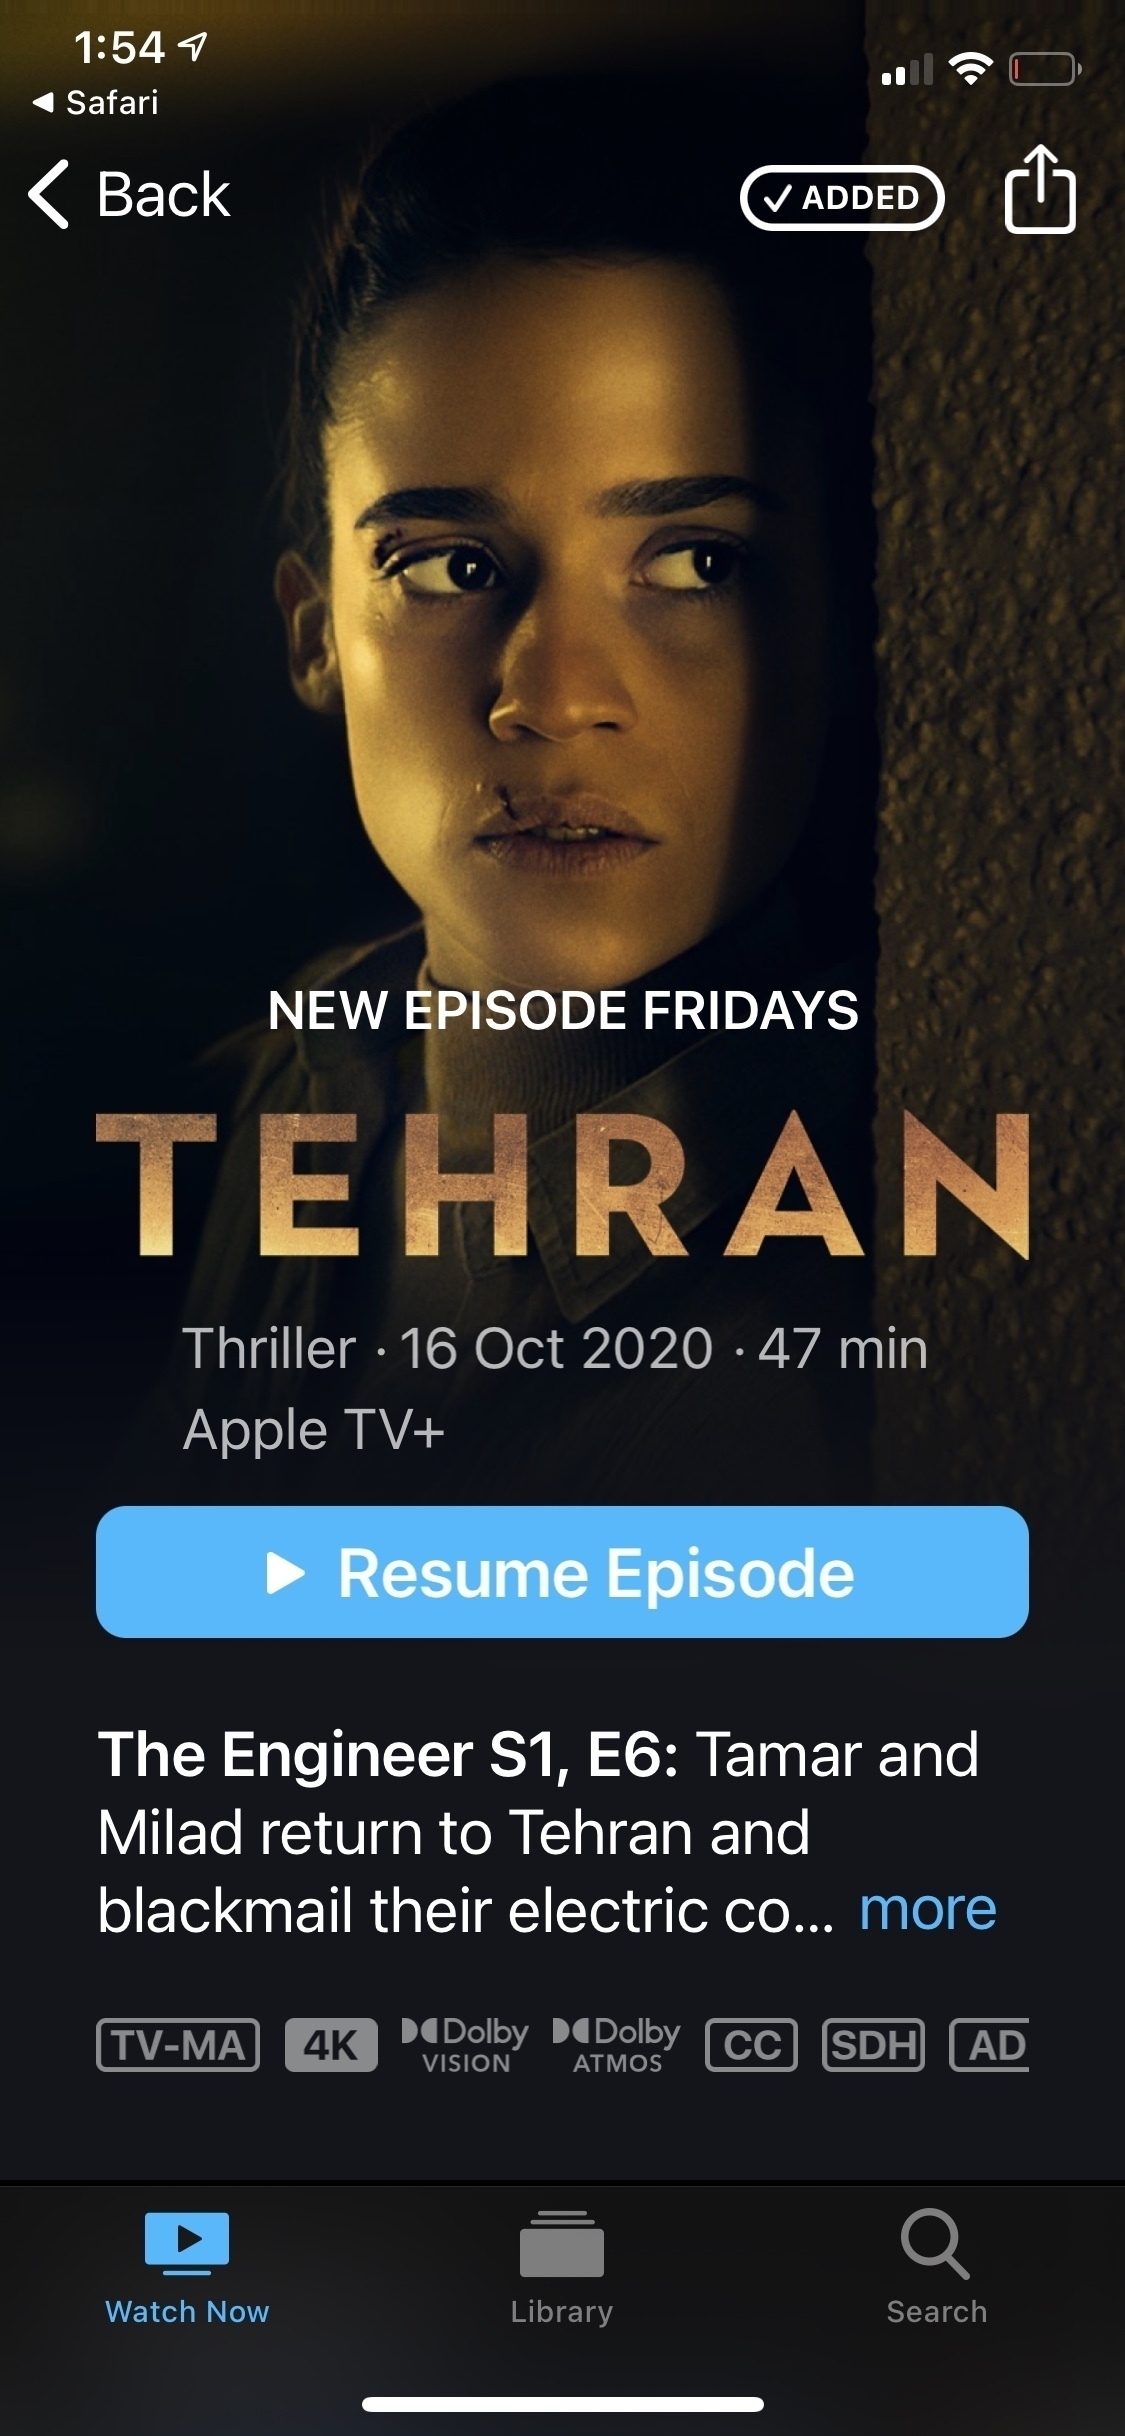 1:54
Safari
Back
ADDED
NEW EPISODE FRIDAYS
TEHRAN
Thriller · 16 Oct 2020 · 47 min
Apple TV+
Resume Episode
The Engineer S1, E6: Tamar and
Milad return to Tehran and
blackmail their electric co... more
TV-MA 4K Dolby VISION Dolby ATMOS CC SDH AD
Watch Now Library Search